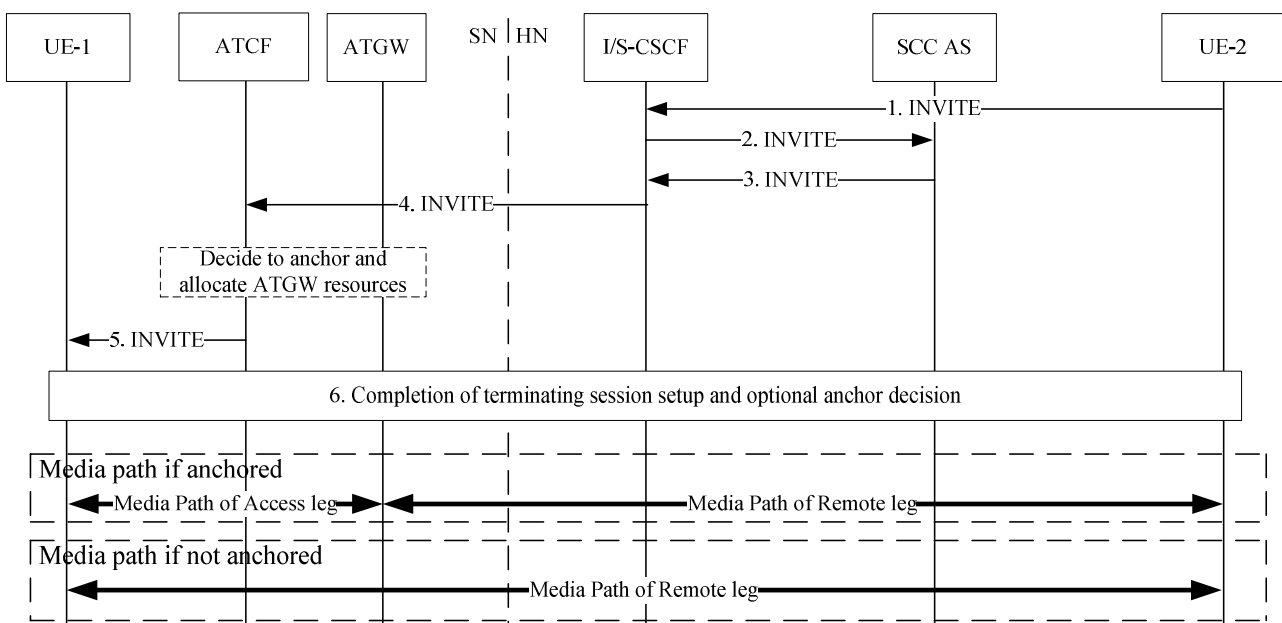 UE-1
ATCF
ATGW
SN
HN
I/S-CSCF
SCC AS
UE-2
1. INVITE
2. INVITE
3. INVITE
4. INVITE
Decide to anchor and
allocate ATGW resources
5. INVITE
6. Completion of terminating session setup and optional anchor decision
Media path if anchored
Media Path of Access leg
Media Path of Remote leg
Media path if not anchored
Media Path of Remote leg